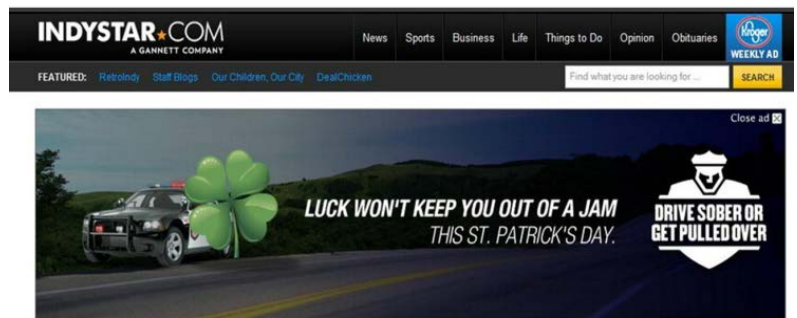 INDYSTAR★COM
A GANNETT COMPANY
News Sports Business Life Things to Do Opinion Obituaries
Kroger
WEEKLY AD
FEATURED: RetroIndy Staff Blogs Our Children, Our City DealChicken
Find what you are looking for ...
SEARCH
Close ad X
LUCK WON'T KEEP YOU OUT OF A JAM
THIS ST. PATRICK'S DAY.
DRIVE SOBER OR
GET PULLED OVER